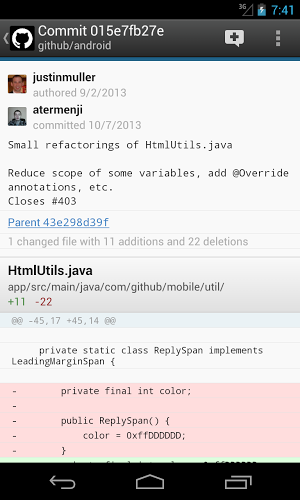 3G 7:41
Commit 015e7fb27e
github/android
justinmuller
authored 9/2/2013
atermenji
committed 10/7/2013
Small refactorings of HtmlUtils.java
Reduce scope of some variables, add @Override
annotations, etc.
Closes #403
Parent 43e298d39f
1 changed file with 11 additions and 22 deletions
HtmlUtils.java
app/src/main/java/com/github/mobile/util/
+11 -22
@@ -45,17 +45,14 @@
private static class ReplySpan implements
LeadingMarginSpan {
- private final int color;
-
- public ReplySpan() {
- color = 0xffDDDDDD;
- }